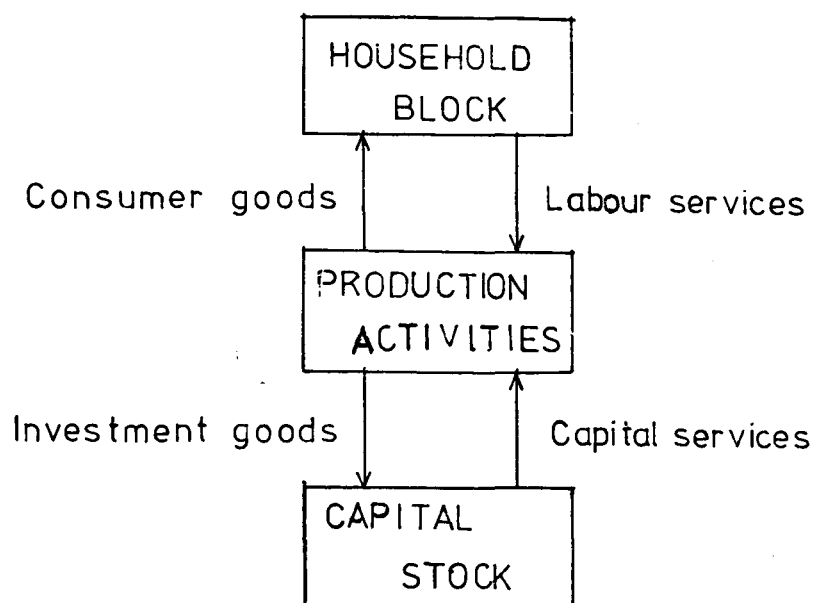 HOUSEHOLD
BLOCK
Consumer goods
Labour services
PRODUCTION
ACTIVITIES
Investment goods
Capital services
CAPITAL
STOCK